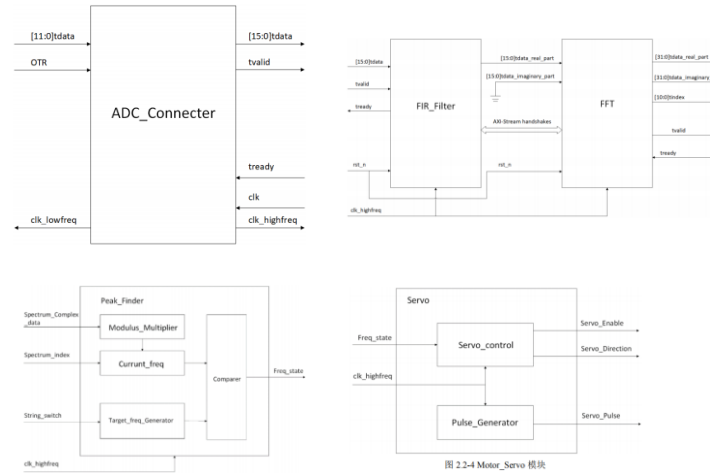 [11:0]tdata
[15:0]tdata
OTR
tvalid
ADC_Connecter
tready
clk
clk_lowfreq
clk_highfreq
[15:0]tdata
tvalid
tready
rst_n
clk_highfreq
FIR_Filter
[15:0]tdata_real_part
[15:0]tdata_imaginary_part
AXI-Stream handshakes
rst_n
FFT
[31:0]tdata_real_part
[31:0]tdata_imaginary
[10:0]tindex
tvalid
tready
Peak_Finder
Spectrum_Complex
_data
Modulus_Multiplier
Spectrum_index
Currunt_freq
Comparer
Freq_state
String_switch
Target_freq_Generator
clk_highfreq
Servo
Servo_Enable
Freq_state
Servo_control
Servo_Direction
clk_highfreq
Pulse_Generator
Servo_Pulse
图 2.2-4 Motor_Servo 模块